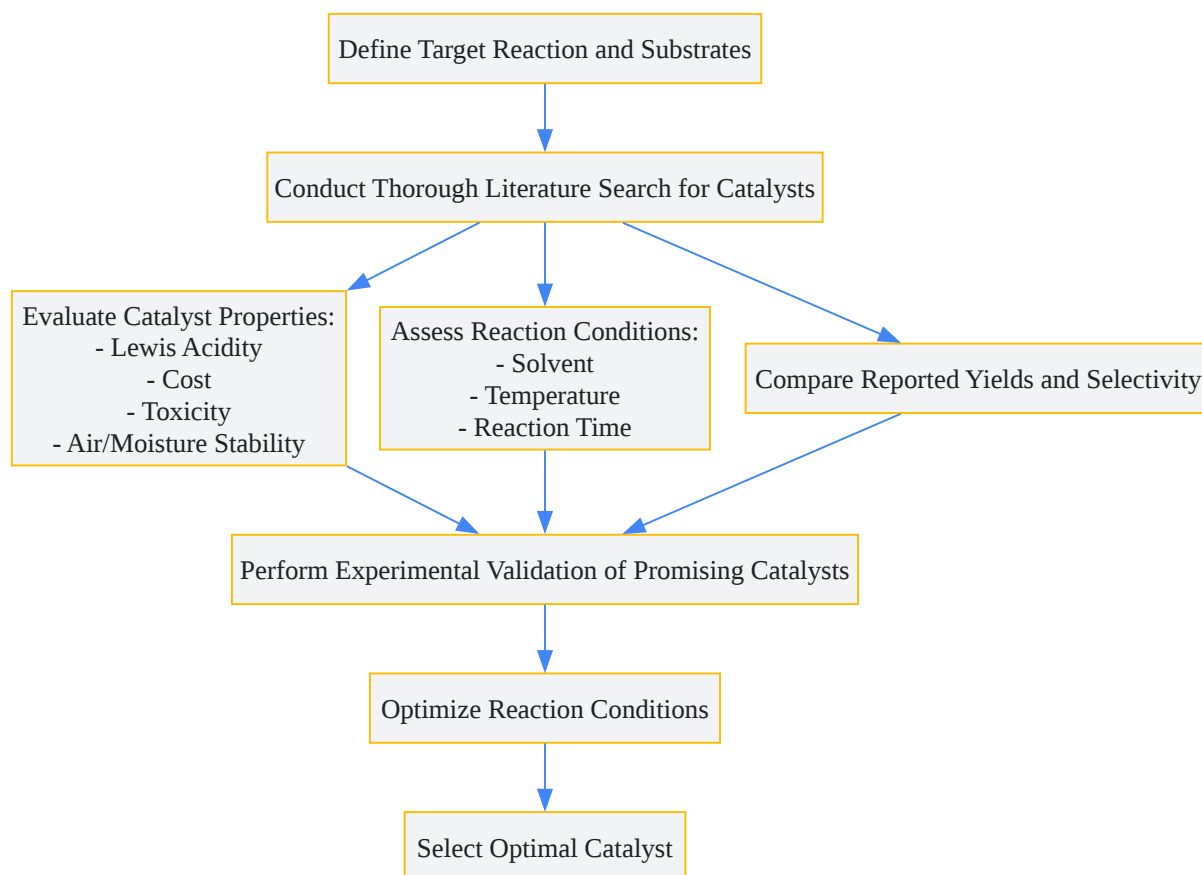 Define Target Reaction and Substrates
Conduct Thorough Literature Search for Catalysts
Evaluate Catalyst Properties:
- Lewis Acidity
- Cost
- Toxicity
- Air/Moisture Stability
Assess Reaction Conditions:
- Solvent
- Temperature
- Reaction Time
Compare Reported Yields and Selectivity
Perform Experimental Validation of Promising Catalysts
Optimize Reaction Conditions
Select Optimal Catalyst